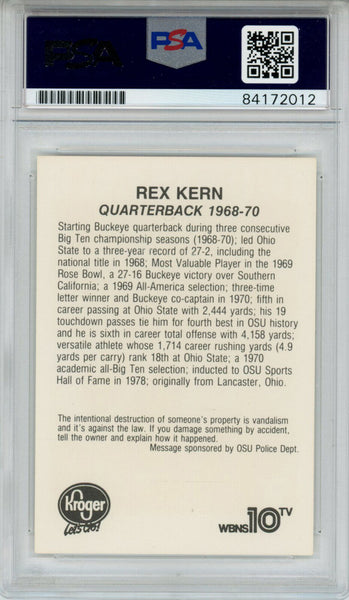 PSA
PSA
84172012
REX KERN
QUARTERBACK 1968-70
Starting Buckeye quarterback during three consecutive
Big Ten championship seasons (1968-70); led Ohio
State to a three-year record of 27-2, including the
national title in 1968; Most Valuable Player in the 1969
Rose Bowl, a 27-16 Buckeye victory over Southern
California; a 1969 All-America selection; three-time
letter winner and Buckeye co-captain in 1970; fifth in
career passing at Ohio State with 2,444 yards; his 19
touchdown passes tie him for fourth best in OSU history
and he is sixth in career total offense with 4,158 yards;
versatile athlete whose 1,714 career rushing yards (4.9
yards per carry) rank 18th at Ohio State; a 1970
academic all-Big Ten selection; inducted to OSU Sports
Hall of Fame in 1978; originally from Lancaster, Ohio.
The intentional destruction of someone's property is vandalism
and it's against the law. If you damage something by accident,
tell the owner and explain how it happened.
Message sponsored by OSU Police Dept.
Kroger
Let's Go!
WBNS 10 TV